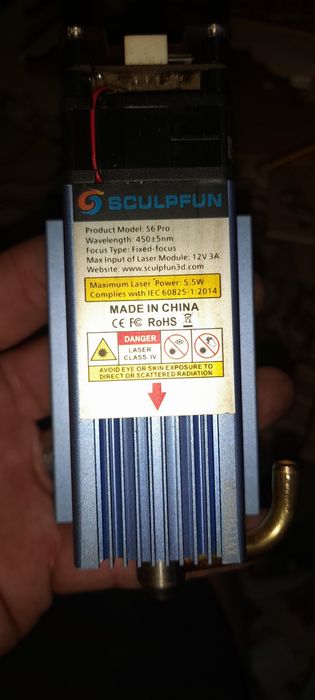 SCULPFUN
Product Model: S6 Pro
Wavelength: 450±5nm
Focus Type: Fixed-focus
Max Input of Laser Module: 12V 3A
Website: www.sculpfun3d.com
Maximum Laser Power: 5.5W
Complies with IEC 60825-1:2014
MADE IN CHINA
CE FC RoHS
DANGER
LASER
CLASS IV
AVOID EYE OR SKIN EXPOSURE TO
DIRECT OR SCATTERED RADIATION